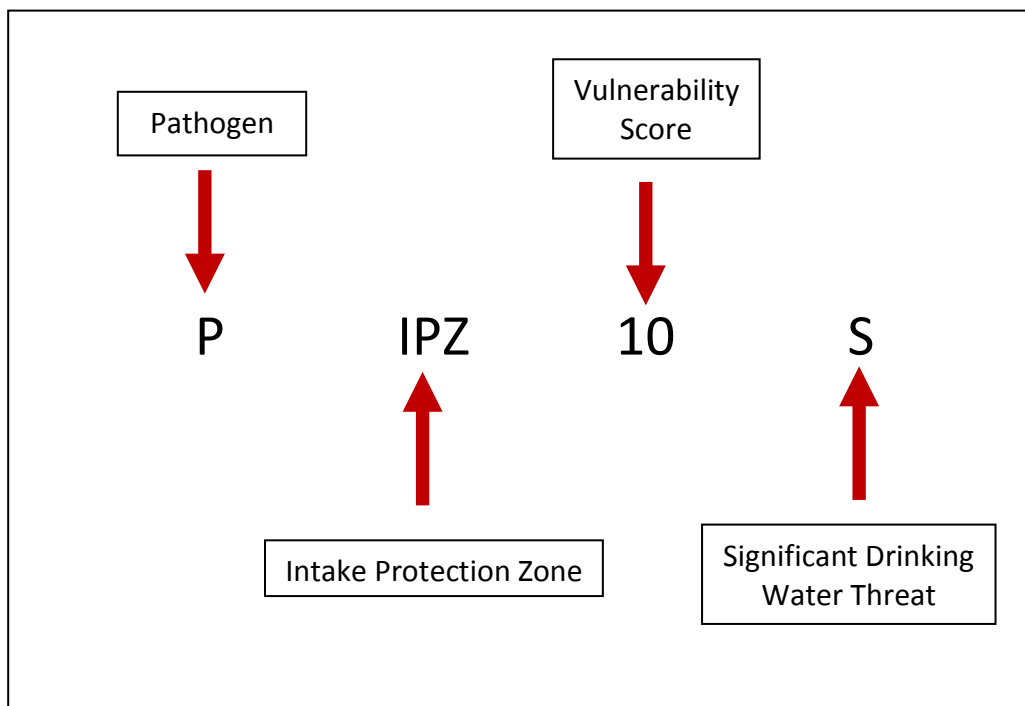 Pathogen
Vulnerability
Score
P IPZ 10 S
Intake Protection Zone
Significant Drinking
Water Threat